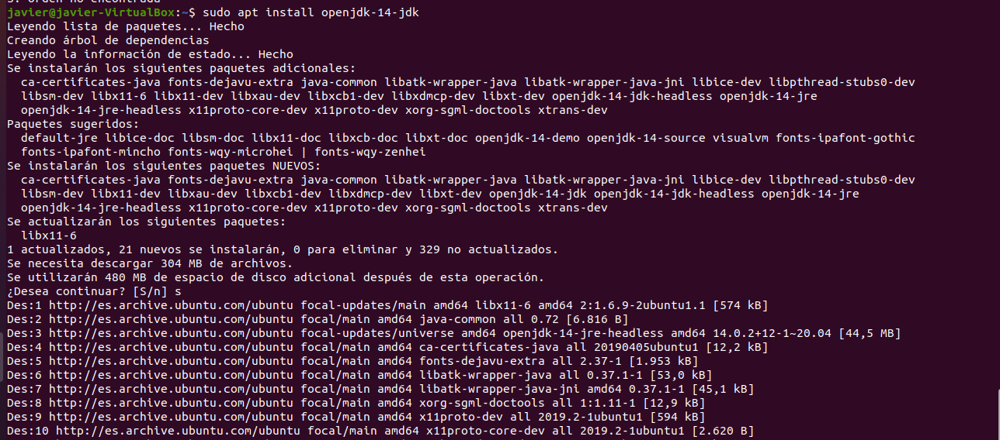 5: orden no encontrada
javier@javier-VirtualBox:~$ sudo apt install openjdk-14-jdk
Leyendo lista de paquetes... Hecho
Creando árbol de dependencias
Leyendo la información de estado... Hecho
Se instalarán los siguientes paquetes adicionales:
  ca-certificates-java fonts-dejavu-extra java-common libatk-wrapper-java libatk-wrapper-java-jni libice-dev libpthread-stubs0-dev
  libsm-dev libx11-6 libx11-dev libxau-dev libxcb1-dev libxdmcp-dev libxt-dev openjdk-14-jdk-headless openjdk-14-jre
  openjdk-14-jre-headless x11proto-core-dev x11proto-dev xorg-sgml-doctools xtrans-dev
Paquetes sugeridos:
  default-jre libice-doc libsm-doc libx11-doc libxcb-doc libxt-doc openjdk-14-demo openjdk-14-source visualvm fonts-ipafont-gothic
  fonts-ipafont-mincho fonts-wqy-microhei | fonts-wqy-zenhei
Se instalarán los siguientes paquetes NUEVOS:
  ca-certificates-java fonts-dejavu-extra java-common libatk-wrapper-java libatk-wrapper-java-jni libice-dev libpthread-stubs0-dev
  libsm-dev libx11-dev libxau-dev libxcb1-dev libxdmcp-dev libxt-dev openjdk-14-jdk openjdk-14-jdk-headless openjdk-14-jre
  openjdk-14-jre-headless x11proto-core-dev x11proto-dev xorg-sgml-doctools xtrans-dev
Se actualizarán los siguientes paquetes:
  libx11-6
1 actualizados, 21 nuevos se instalarán, 0 para eliminar y 329 no actualizados.
Se necesita descargar 304 MB de archivos.
Se utilizarán 480 MB de espacio de disco adicional después de esta operación.
¿Desea continuar? [S/n] s
Des:1 http://es.archive.ubuntu.com/ubuntu focal-updates/main amd64 libx11-6 amd64 2:1.6.9-2ubuntu1.1 [574 kB]
Des:2 http://es.archive.ubuntu.com/ubuntu focal/main amd64 java-common all 0.72 [6.816 B]
Des:3 http://es.archive.ubuntu.com/ubuntu focal-updates/universe amd64 openjdk-14-jre-headless amd64 14.0.2+12-1~20.04 [44,5 MB]
Des:4 http://es.archive.ubuntu.com/ubuntu focal/main amd64 ca-certificates-java all 20190405ubuntu1 [12,2 kB]
Des:5 http://es.archive.ubuntu.com/ubuntu focal/main amd64 fonts-dejavu-extra all 2.37-1 [1.953 kB]
Des:6 http://es.archive.ubuntu.com/ubuntu focal/main amd64 libatk-wrapper-java all 0.37.1-1 [53,0 kB]
Des:7 http://es.archive.ubuntu.com/ubuntu focal/main amd64 libatk-wrapper-java-jni amd64 0.37.1-1 [45,1 kB]
Des:8 http://es.archive.ubuntu.com/ubuntu focal/main amd64 xorg-sgml-doctools all 1:1.11-1 [12,9 kB]
Des:9 http://es.archive.ubuntu.com/ubuntu focal/main amd64 x11proto-dev all 2019.2-1ubuntu1 [594 kB]
Des:10 http://es.archive.ubuntu.com/ubuntu focal/main amd64 x11proto-core-dev all 2019.2-1ubuntu1 [2.620 B]